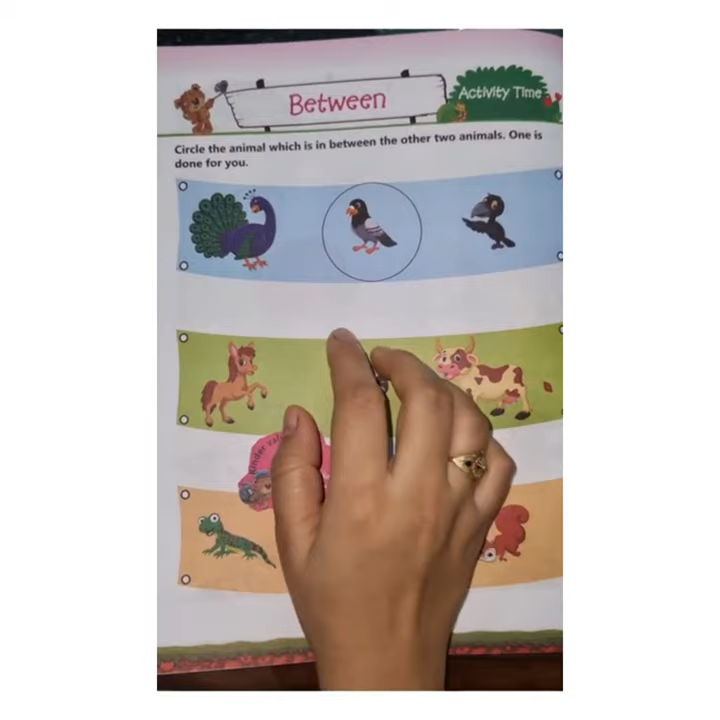 Between
Activity Time
Circle the animal which is in between the other two animals. One is
done for you.